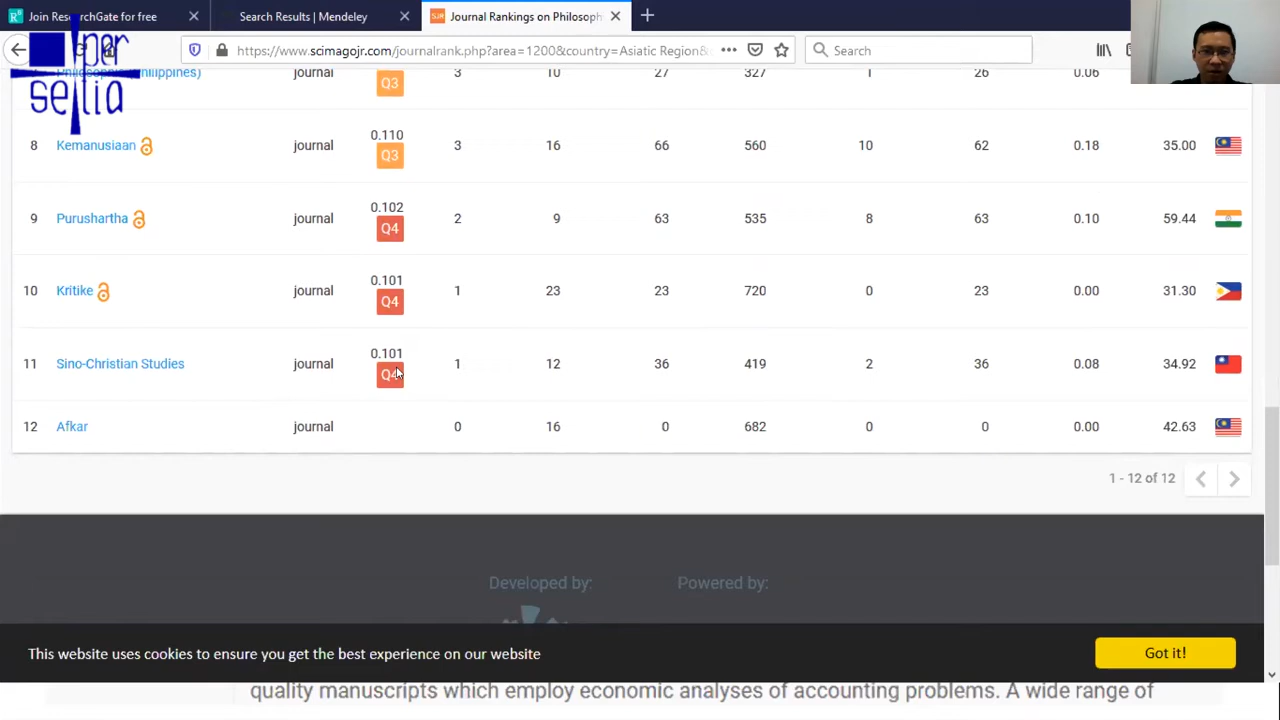 Join ResearchGate for free
Search Results | Mendeley
SJR Journal Rankings on Philosoph
https://www.scimagojr.com/journalrank.php?area=1200&country=Asiatic Region&
Search
per
setia
Philippines) 3 10 27 327 1 26 0.06
Q3
8 Kemanusiaan journal 0.110 3 16 66 560 10 62 0.18 35.00
Q3
9 Purushartha journal 0.102 2 9 63 535 8 63 0.10 59.44
Q4
10 Kritike journal 0.101 1 23 23 720 0 23 0.00 31.30
Q4
11 Sino-Christian Studies journal 0.101 1 12 36 419 2 36 0.08 34.92
Q4
12 Afkar journal 0 16 0 682 0 0 0.00 42.63
1 - 12 of 12
Developed by: Powered by:
This website uses cookies to ensure you get the best experience on our website
Got it!
quality manuscripts which employ economic analyses of accounting problems. A wide range of